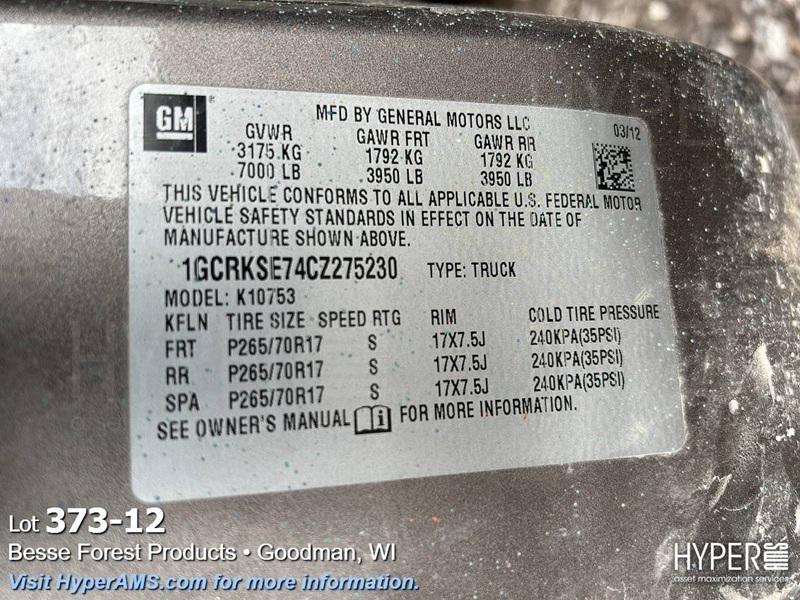 GM
MFD BY GENERAL MOTORS LLC
03/12
GVWR GAWR FRT GAWR RR
3175 KG 1792 KG 1792 KG
7000 LB 3950 LB 3950 LB
THIS VEHICLE CONFORMS TO ALL APPLICABLE U.S. FEDERAL MOTOR
VEHICLE SAFETY STANDARDS IN EFFECT ON THE DATE OF
MANUFACTURE SHOWN ABOVE.
1GCRKSE74CZ275230 TYPE: TRUCK
MODEL: K10753
KFLN TIRE SIZE SPEED RTG RIM COLD TIRE PRESSURE
FRT P265/70R17 S 17X7.5J 240KPA(35PSI)
RR P265/70R17 S 17X7.5J 240KPA(35PSI)
SPA P265/70R17 S 17X7.5J 240KPA(35PSI)
SEE OWNER'S MANUAL i FOR MORE INFORMATION.
Lot 373-12
Besse Forest Products • Goodman, WI
Visit HyperAMS.com for more information.
HYPER AMS
asset maximization services